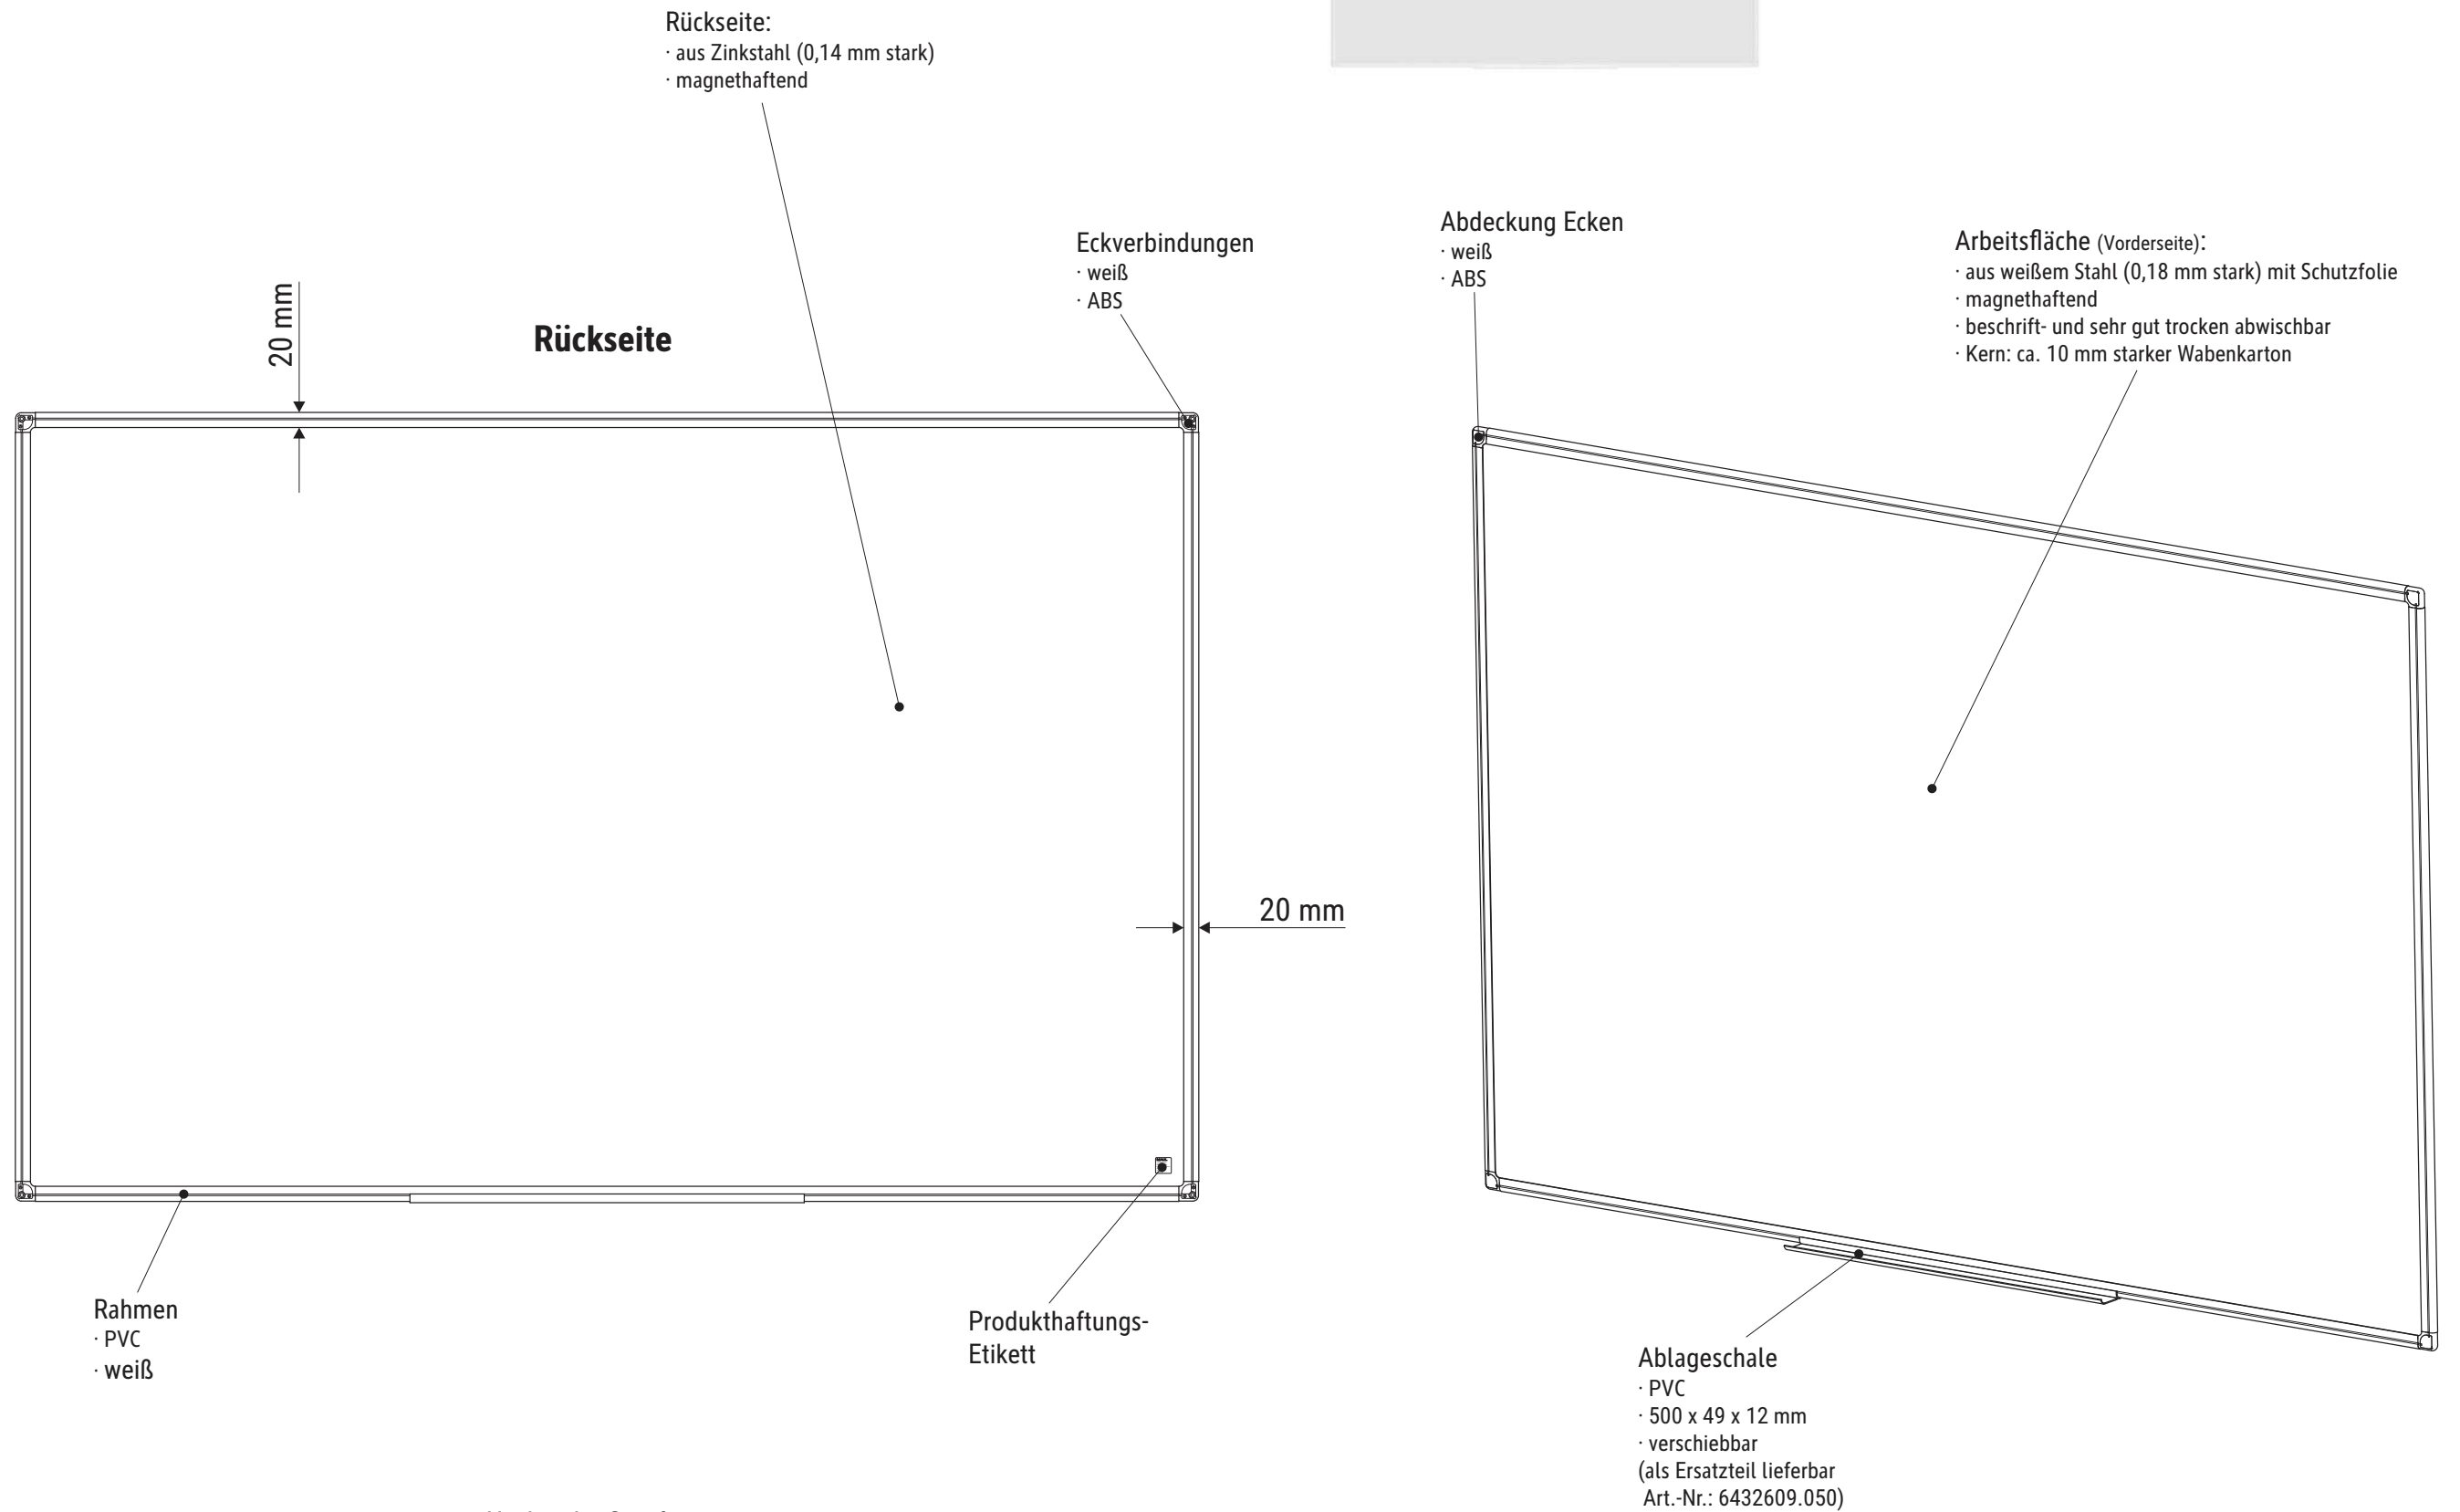 Rückseite:
· aus Zinkstahl (0,14 mm stark)
· magnethaftend
Eckverbindungen
· weiß
· ABS
20 mm
Rückseite
20 mm
Rahmen
· PVC
· weiß
Produkthaftungs-
Etikett
Abdeckung Ecken
· weiß
· ABS
Arbeitsfläche (Vorderseite):
· aus weißem Stahl (0,18 mm stark) mit Schutzfolie
· magnethaftend
· beschrift- und sehr gut trocken abwischbar
· Kern: ca. 10 mm starker Wabenkarton
Ablageschale
· PVC
· 500 x 49 x 12 mm
· verschiebbar
(als Ersatzteil lieferbar
Art.-Nr.: 6432609.050)